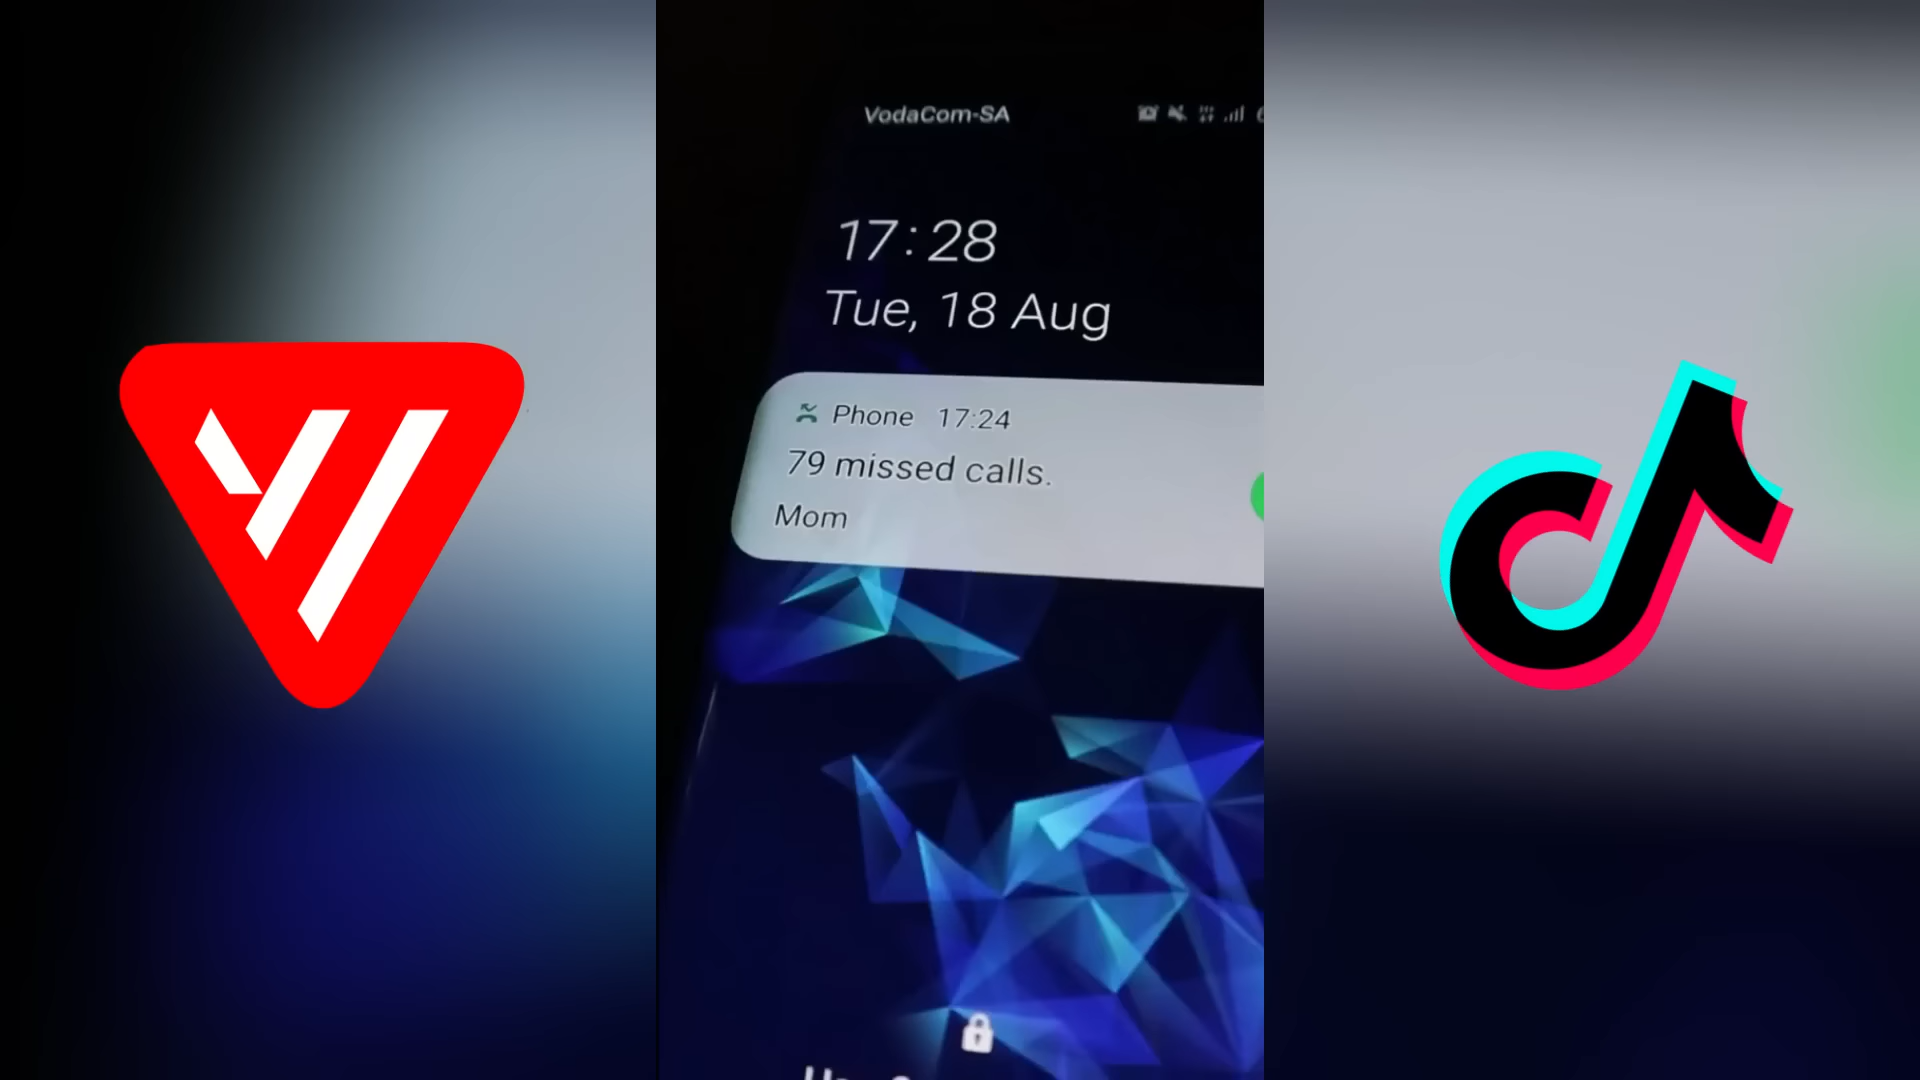 VodaCom-SA
17:28
Tue, 18 Aug
Phone 17:24
79 missed calls.
Mom